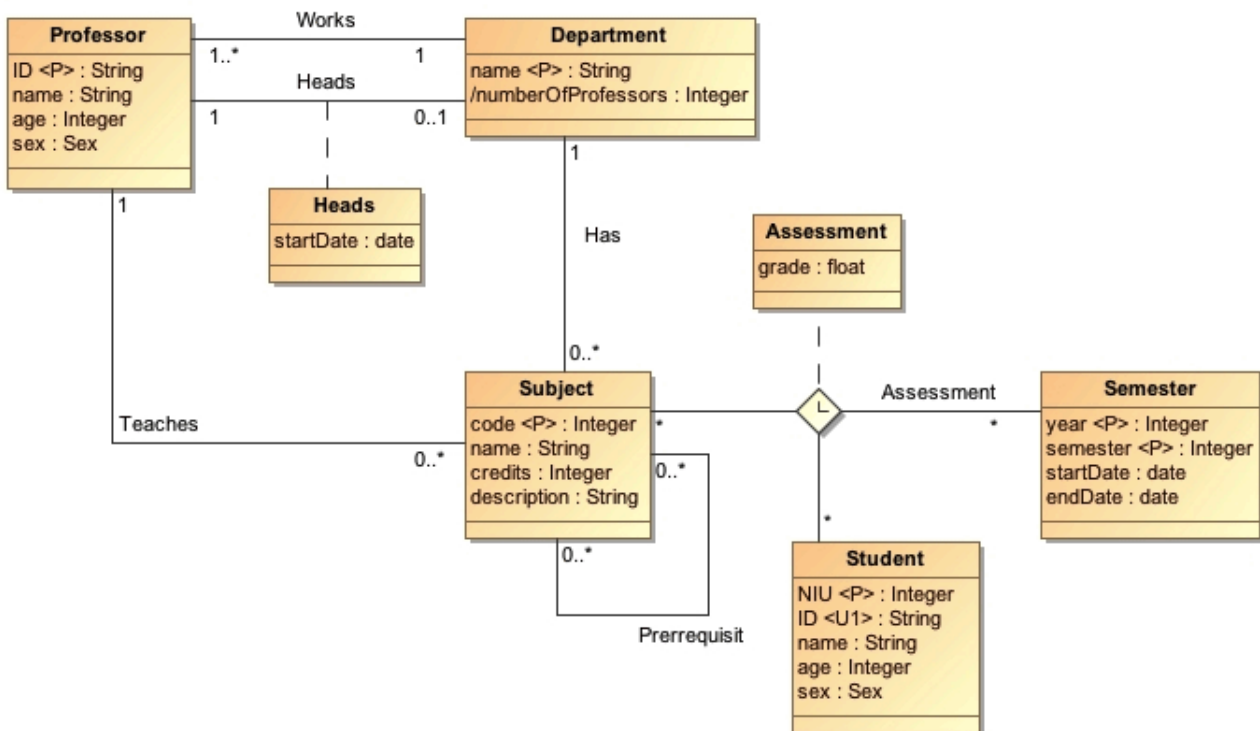 Professor
ID <P> : String
name : String
age : Integer
sex : Sex
Works
1..*
1
Heads
1
0..1
Department
name <P> : String
/numberOfProfessors : Integer
Heads
startDate : date
1
Has
0..*
1
Teaches
0..*
Assessment
grade : float
Subject
code <P> : Integer
name : String
credits : Integer
description : String
*
0..*
0..*
Prerrequisit
Assessment
*
*
Semester
year <P> : Integer
semester <P> : Integer
startDate : date
endDate : date
Student
NIU <P> : Integer
ID <U1> : String
name : String
age : Integer
sex : Sex